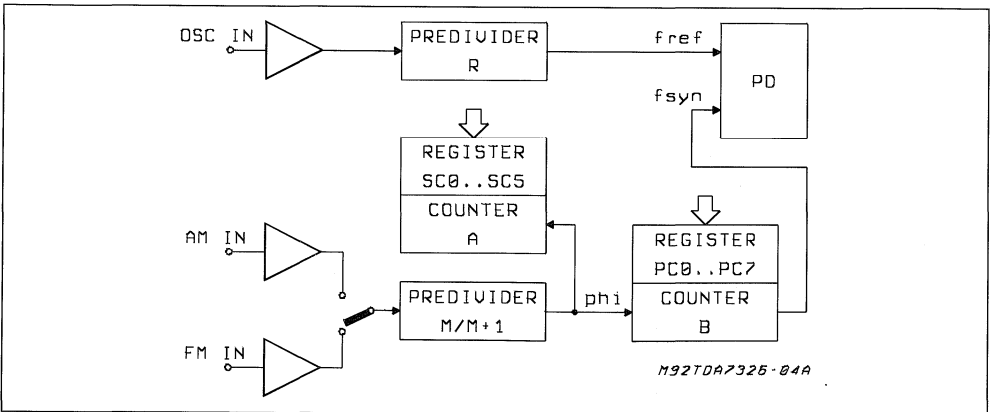 OSC IN
PREDIVIDER
R
fref
PD
fsyn
REGISTER
SC0..SC5
COUNTER
A
AM IN
REGISTER
PC0..PC7
PREDIVIDER
M/M+1
phi
COUNTER
B
FM IN
M92TDA7326-04A